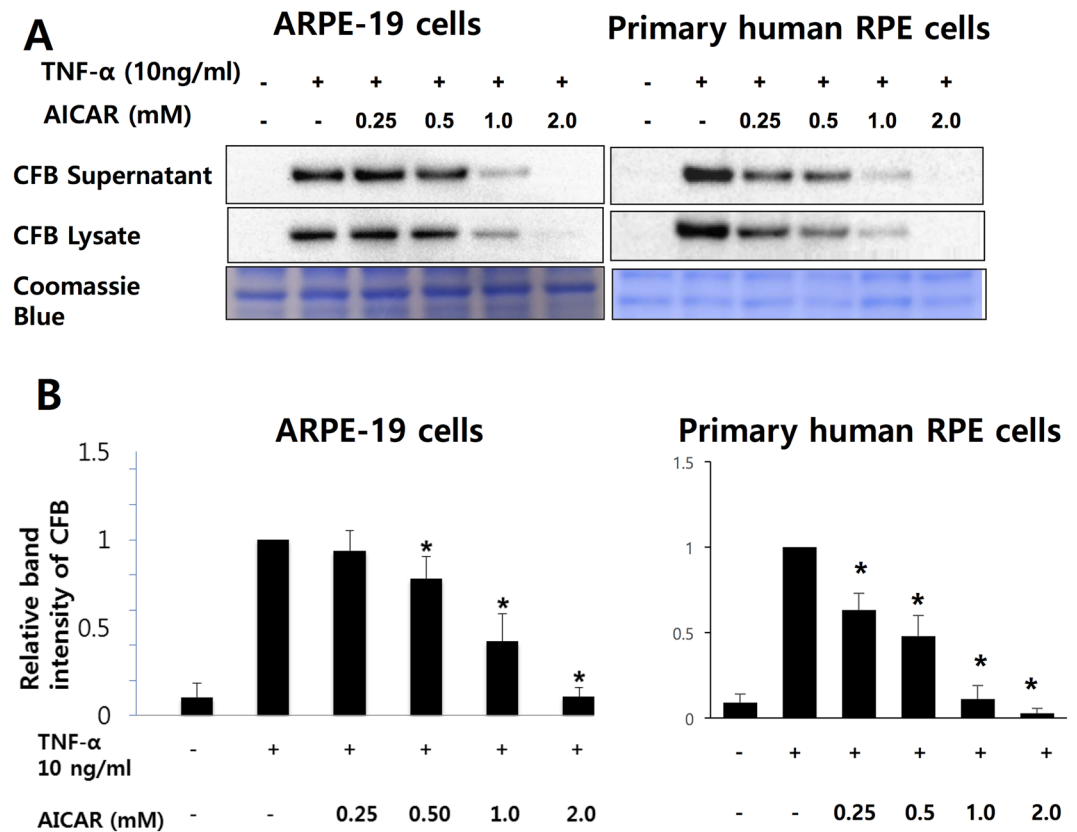 A
ARPE-19 cells
Primary human RPE cells
TNF-α (10ng/ml) - + + + + + - + + + + +
AICAR (mM) - - 0.25 0.5 1.0 2.0 - - 0.25 0.5 1.0 2.0
CFB Supernatant
CFB Lysate
Coomassie
Blue
B
ARPE-19 cells
Relative band
intensity of CFB
1.5
1
0.5
0
* * * *
TNF-α
10 ng/ml
- + + + + +
AICAR (mM) - - 0.25 0.50 1.0 2.0
Primary human RPE cells
1.5
1
0.5
0
* * * *
- + + + + +
- - 0.25 0.5 1.0 2.0